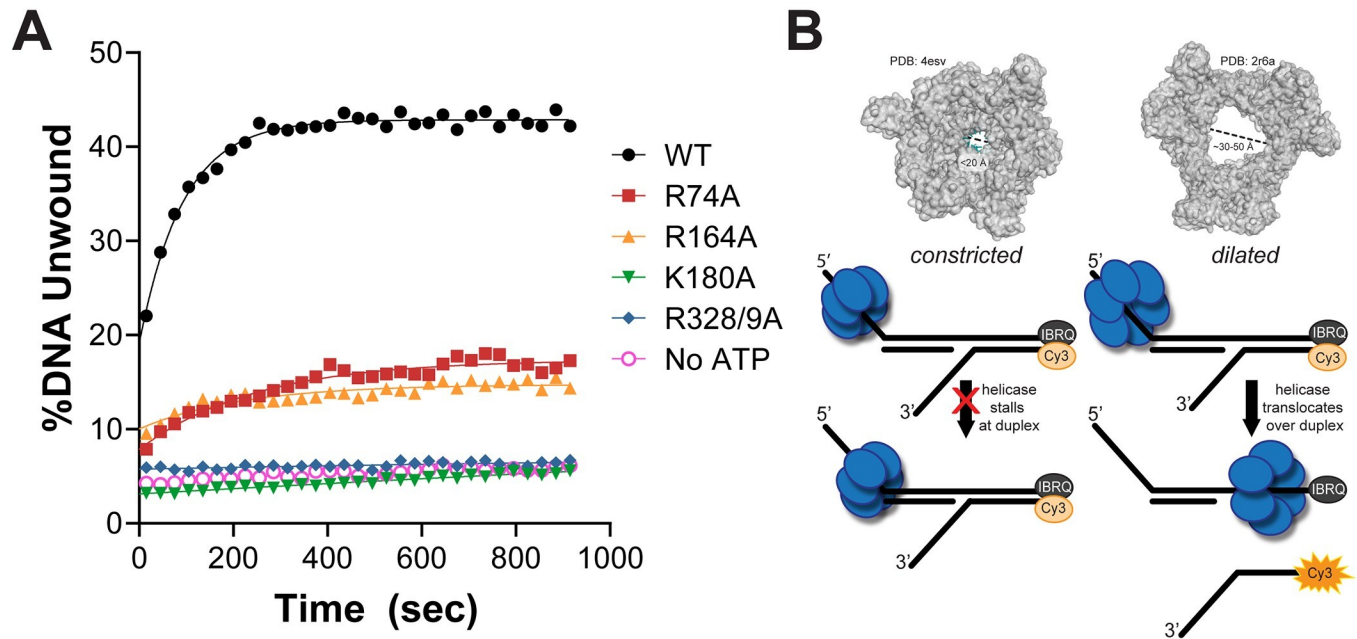 A
50
40
30
20
10
0
%DNA Unwound
0 200 400 600 800 1000
Time (sec)
WT
R74A
R164A
K180A
R328/9A
No ATP
B
PDB: 4esv
<20 Å
constricted
PDB: 2r6a
~30-50 Å
dilated
5’
IBRQ
Cy3
3’
helicase
stalls
at duplex
5’
IBRQ
Cy3
3’
5’
IBRQ
Cy3
3’
helicase
translocates
over duplex
5’
IBRQ
Cy3
3’